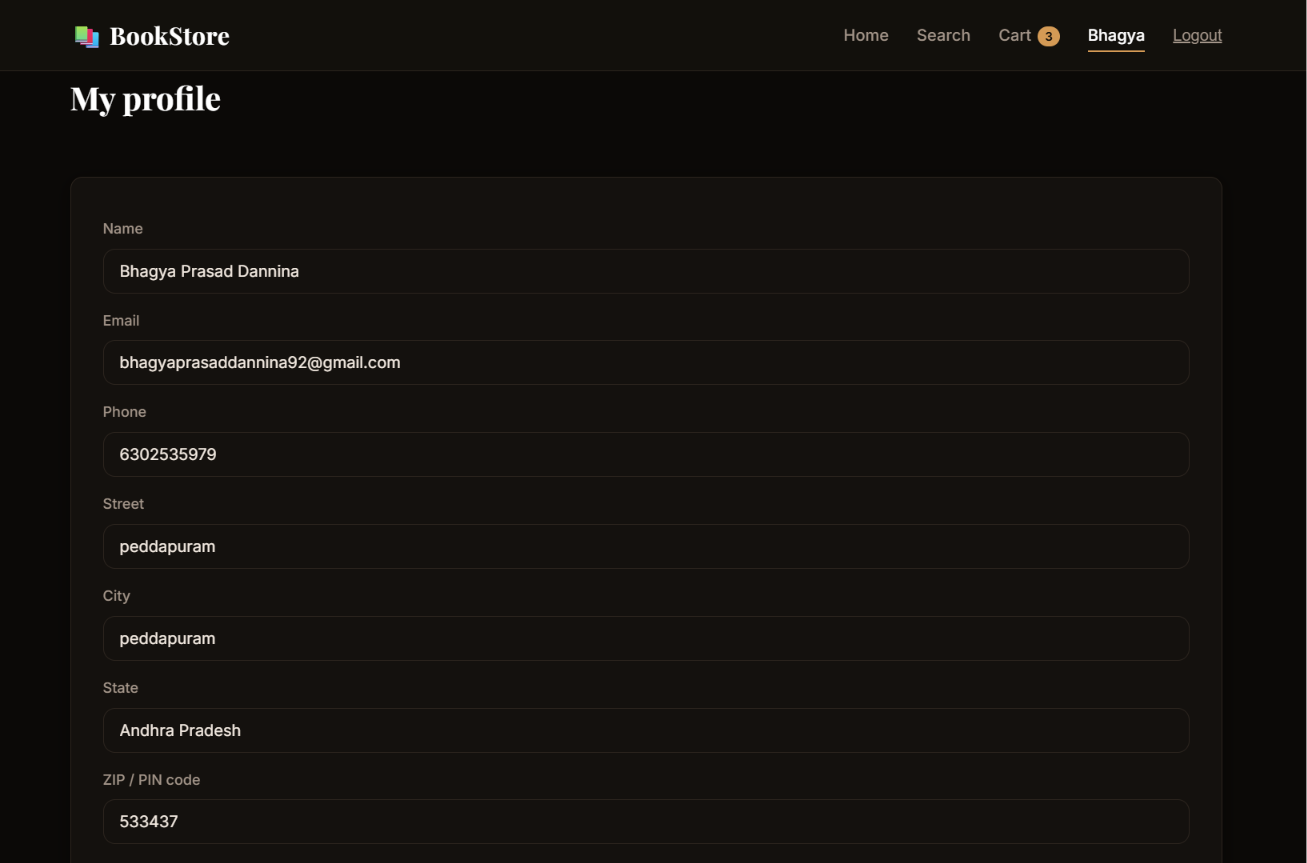 BookStore
Home Search Cart 3 Bhagya Logout
My profile
Name
Bhagya Prasad Dannina
Email
bhagyaprasaddannina92@gmail.com
Phone
6302535979
Street
peddapuram
City
peddapuram
State
Andhra Pradesh
ZIP / PIN code
533437